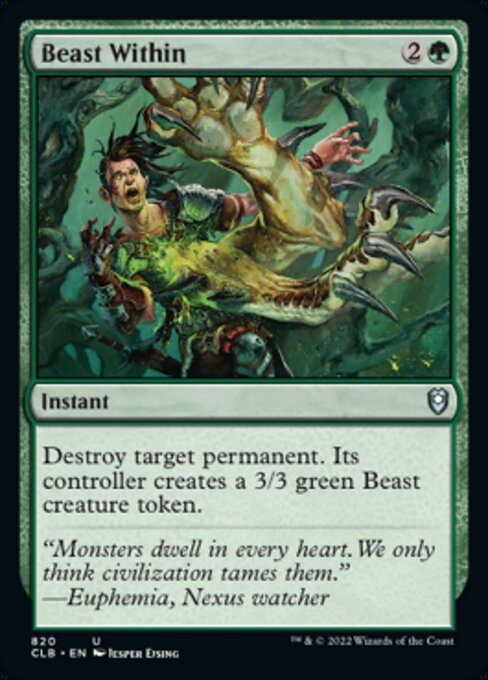 Beast Within 2
Instant
Destroy target permanent. Its
controller creates a 3/3 green Beast
creature token.
“Monsters dwell in every heart. We only
think civilization tames them.”
—Euphemia, Nexus watcher
820 U
CLB • EN Jesper Ejsing
™ & © 2022 Wizards of the Coast